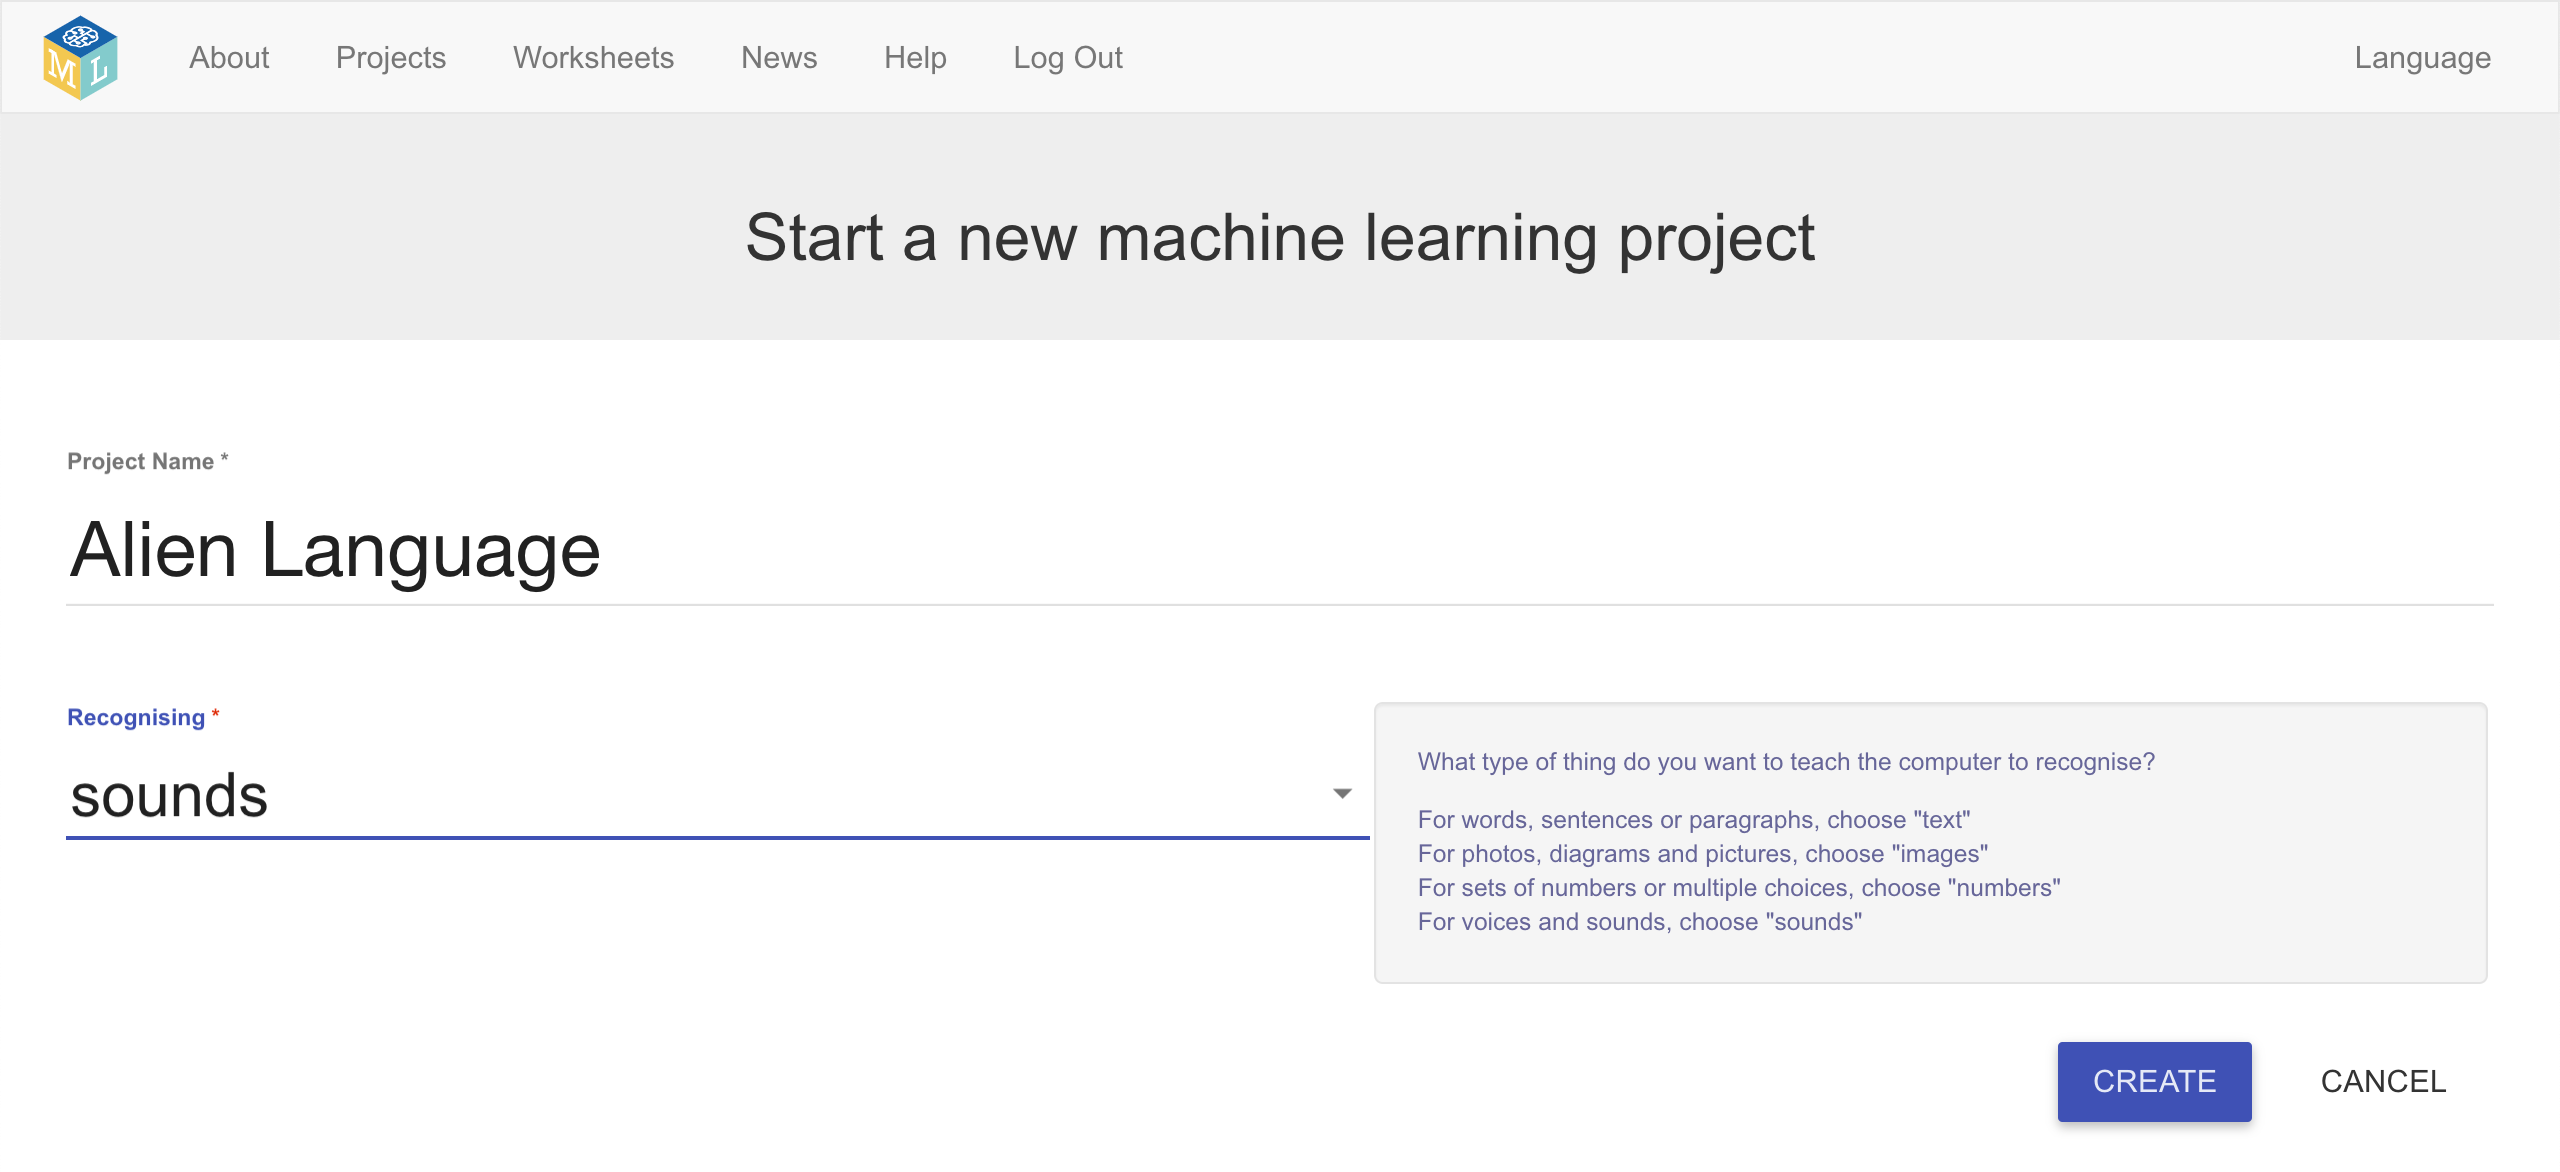 M L
About
Projects
Worksheets
News
Help
Log Out
Language
Start a new machine learning project
Project Name *
Alien Language
Recognising *
sounds
What type of thing do you want to teach the computer to recognise?
For words, sentences or paragraphs, choose "text"
For photos, diagrams and pictures, choose "images"
For sets of numbers or multiple choices, choose "numbers"
For voices and sounds, choose "sounds"
CREATE
CANCEL